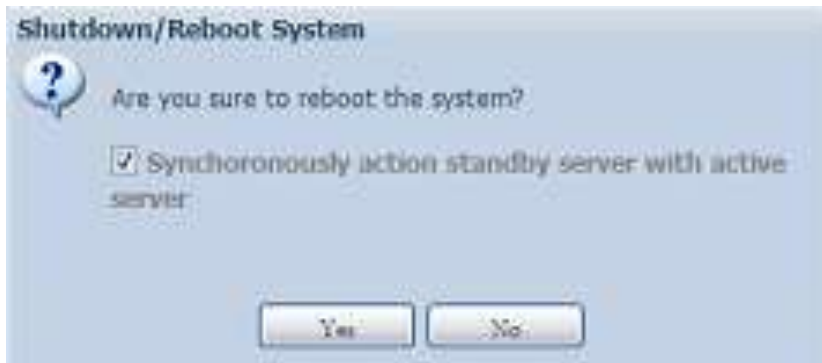 Shutdown/Reboot System
Are you sure to reboot the system?
Synchoronously action standby server with active
server
Yes
No